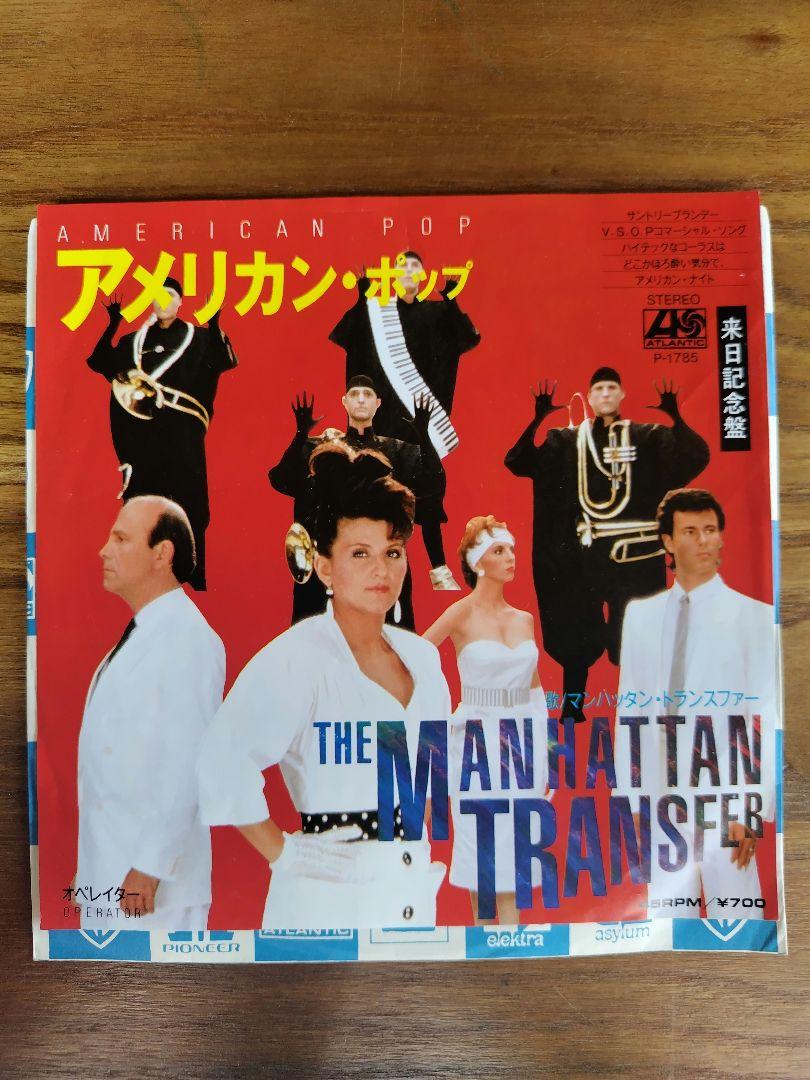 AMERICAN POP
アメリカン・ポップ
サントリーブランデー
V.S.O.Pコマーシャル・ソング
ハイテックなコーラスは
どこかほろ酔い気分で、
アメリカン・ナイト
STEREO
ATLANTIC
P-1785
来日記念盤
歌/マンハッタン・トランスファー
THE MANHATTAN
TRANSFER
オペレイター
OPERATOR
45RPM/¥700
PIONEER
ATLANTIC
elektra
asylum